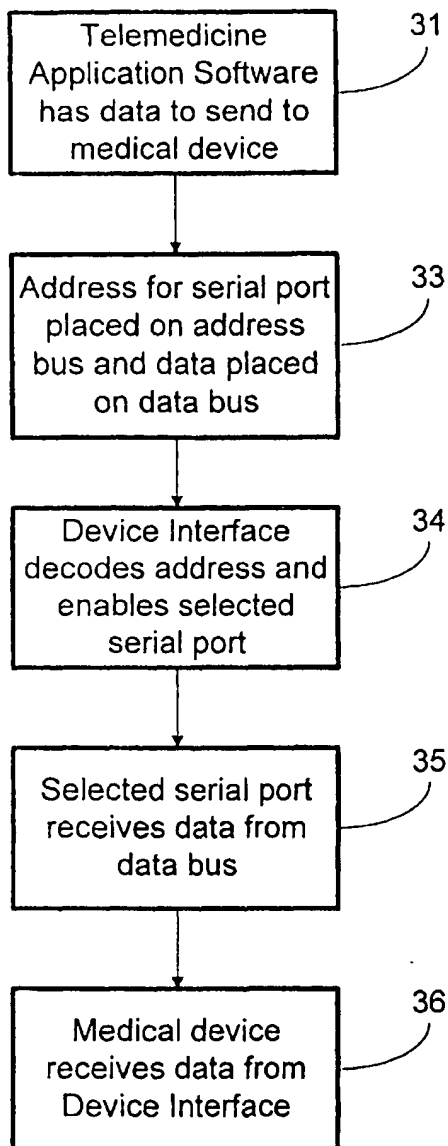 Telemedicine
Application Software
has data to send to
medical device
31
Address for serial port
placed on address
bus and data placed
on data bus
33
Device Interface
decodes address and
enables selected
serial port
34
Selected serial port
receives data from
data bus
35
Medical device
receives data from
Device Interface
36